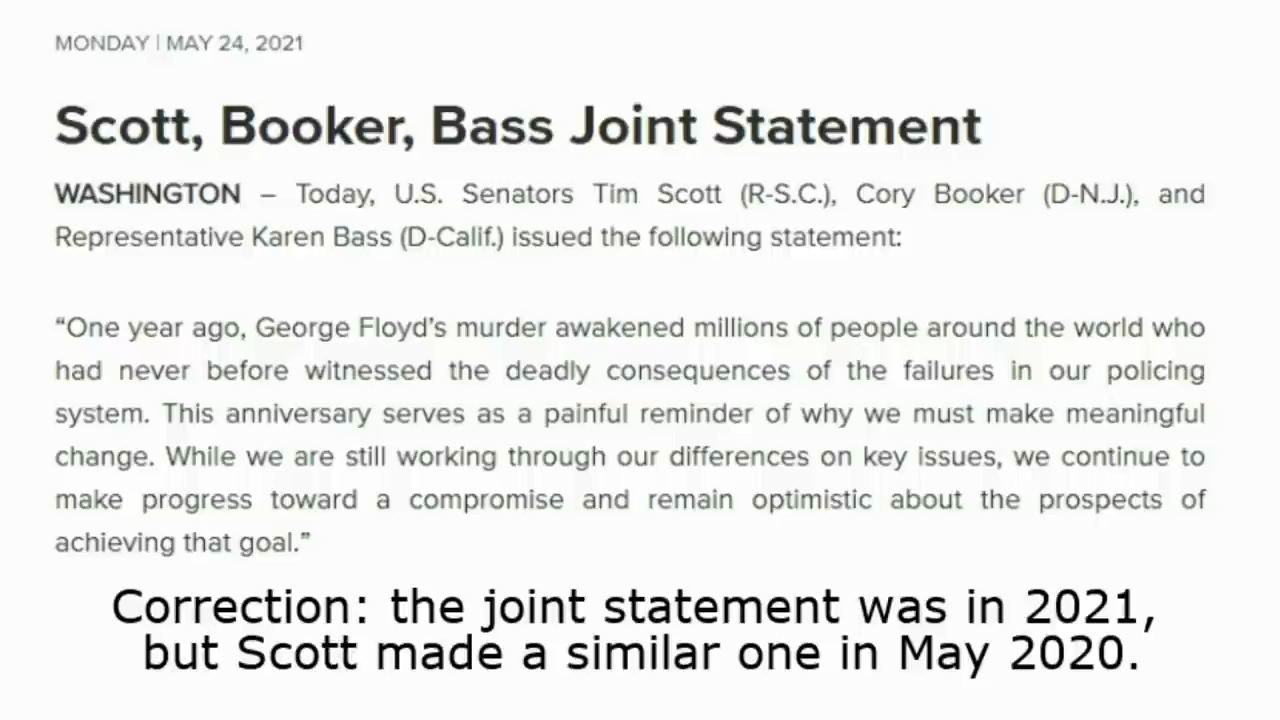 MONDAY | MAY 24, 2021
Scott, Booker, Bass Joint Statement
WASHINGTON – Today, U.S. Senators Tim Scott (R-S.C.), Cory Booker (D-N.J.), and
Representative Karen Bass (D-Calif.) issued the following statement:
“One year ago, George Floyd’s murder awakened millions of people around the world who
had never before witnessed the deadly consequences of the failures in our policing
system. This anniversary serves as a painful reminder of why we must make meaningful
change. While we are still working through our differences on key issues, we continue to
make progress toward a compromise and remain optimistic about the prospects of
achieving that goal.”
Correction: the joint statement was in 2021,
but Scott made a similar one in May 2020.